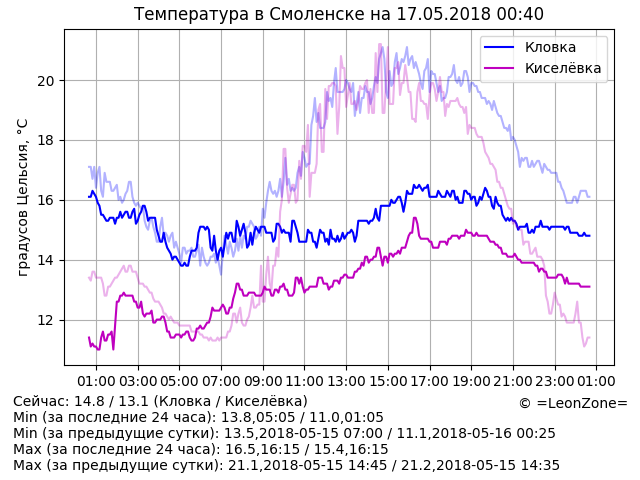 Температура в Смоленске на 17.05.2018 00:40
Кловка
Киселёвка
градусов Цельсия, °C
20
18
16
14
12
01:00 03:00 05:00 07:00 09:00 11:00 13:00 15:00 17:00 19:00 21:00 23:00 01:00
Сейчас: 14.8 / 13.1 (Кловка / Киселёвка)
© =LeonZone=
Min (за последние 24 часа): 13.8,05:05 / 11.0,01:05
Min (за предыдущие сутки): 13.5,2018-05-15 07:00 / 11.1,2018-05-16 00:25
Max (за последние 24 часа): 16.5,16:15 / 15.4,16:15
Max (за предыдущие сутки): 21.1,2018-05-15 14:45 / 21.2,2018-05-15 14:35